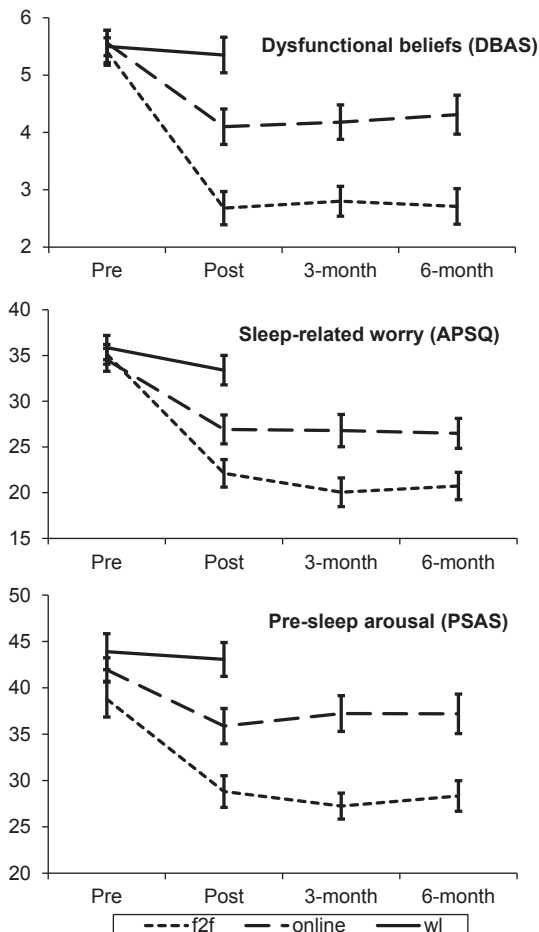 6
Dysfunctional beliefs (DBAS)
5
4
3
2
Pre Post 3-month 6-month
40
Sleep-related worry (APSQ)
35
30
25
20
15
Pre Post 3-month 6-month
50
Pre-sleep arousal (PSAS)
45
40
35
30
25
20
Pre Post 3-month 6-month
f2f online wl